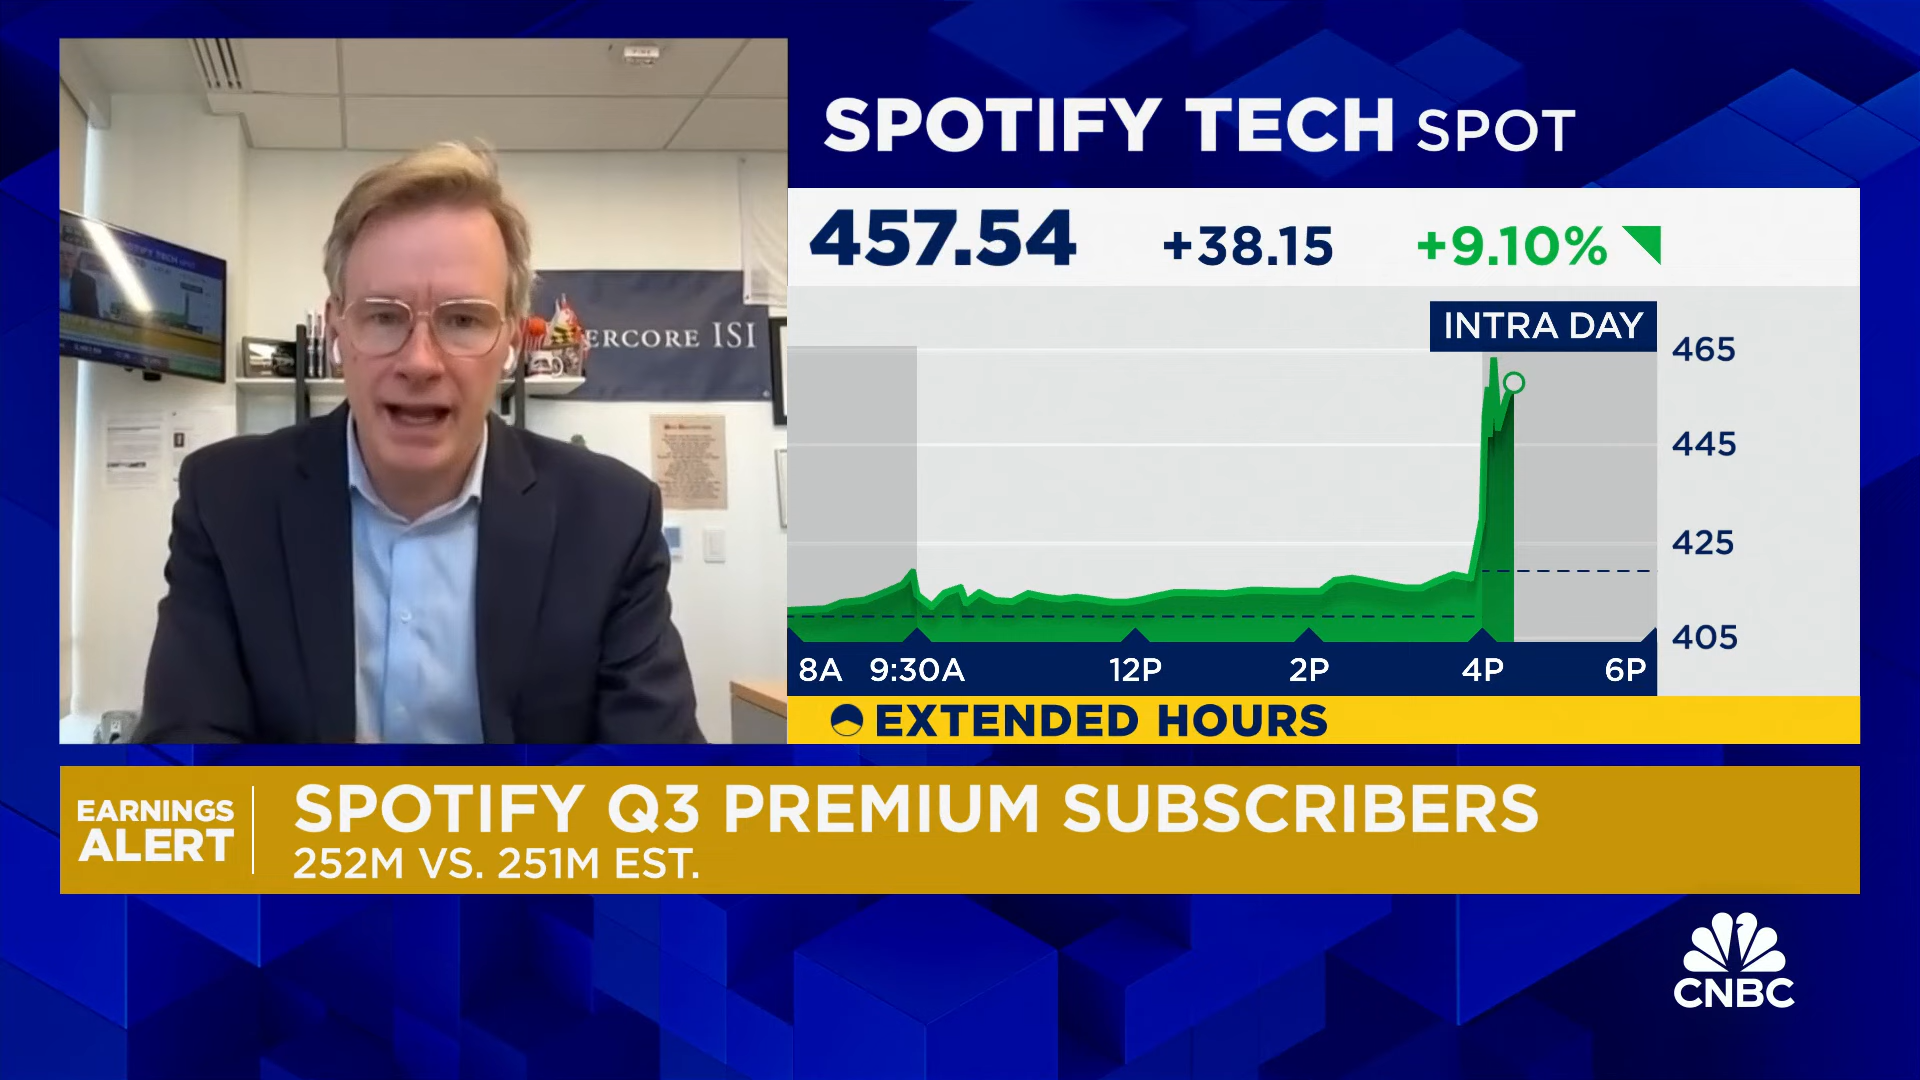 SPOTIFY TECH SPOT
457.54 +38.15 +9.10%
INTRA DAY
465
445
425
405
8A 9:30A 12P 2P 4P 6P
EXTENDED HOURS
ERCORE ISI
EARNINGS
ALERT
SPOTIFY Q3 PREMIUM SUBSCRIBERS
252M VS. 251M EST.
CNBC